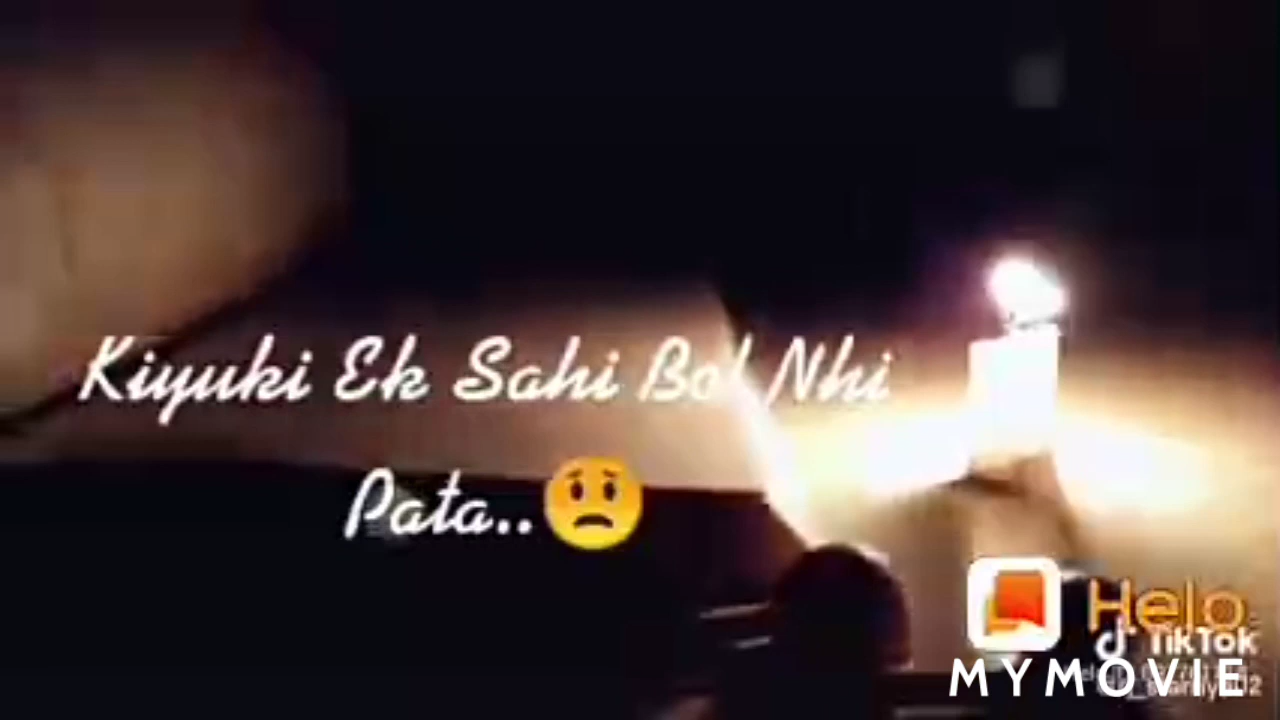 Kiyuki Ek Sahi Bol Nhi
Pata..😟
Helo
TikTok
MYMOVIE